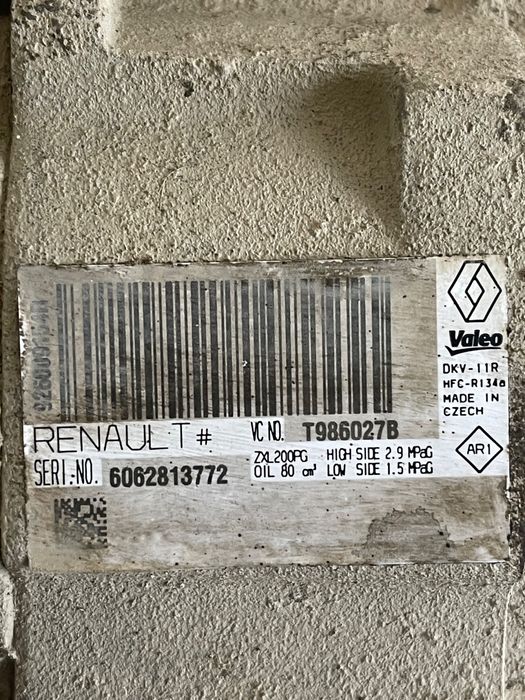 Valeo
DKV-11R
HFC-R134a
MADE IN
CZECH
RENAULT# VC NO. T986027B
SERI.NO. 6062813772
ZXL200PG HIGH SIDE 2.9 MPaG
OIL 80 cm³ LOW SIDE 1.5 MPaG
AR1